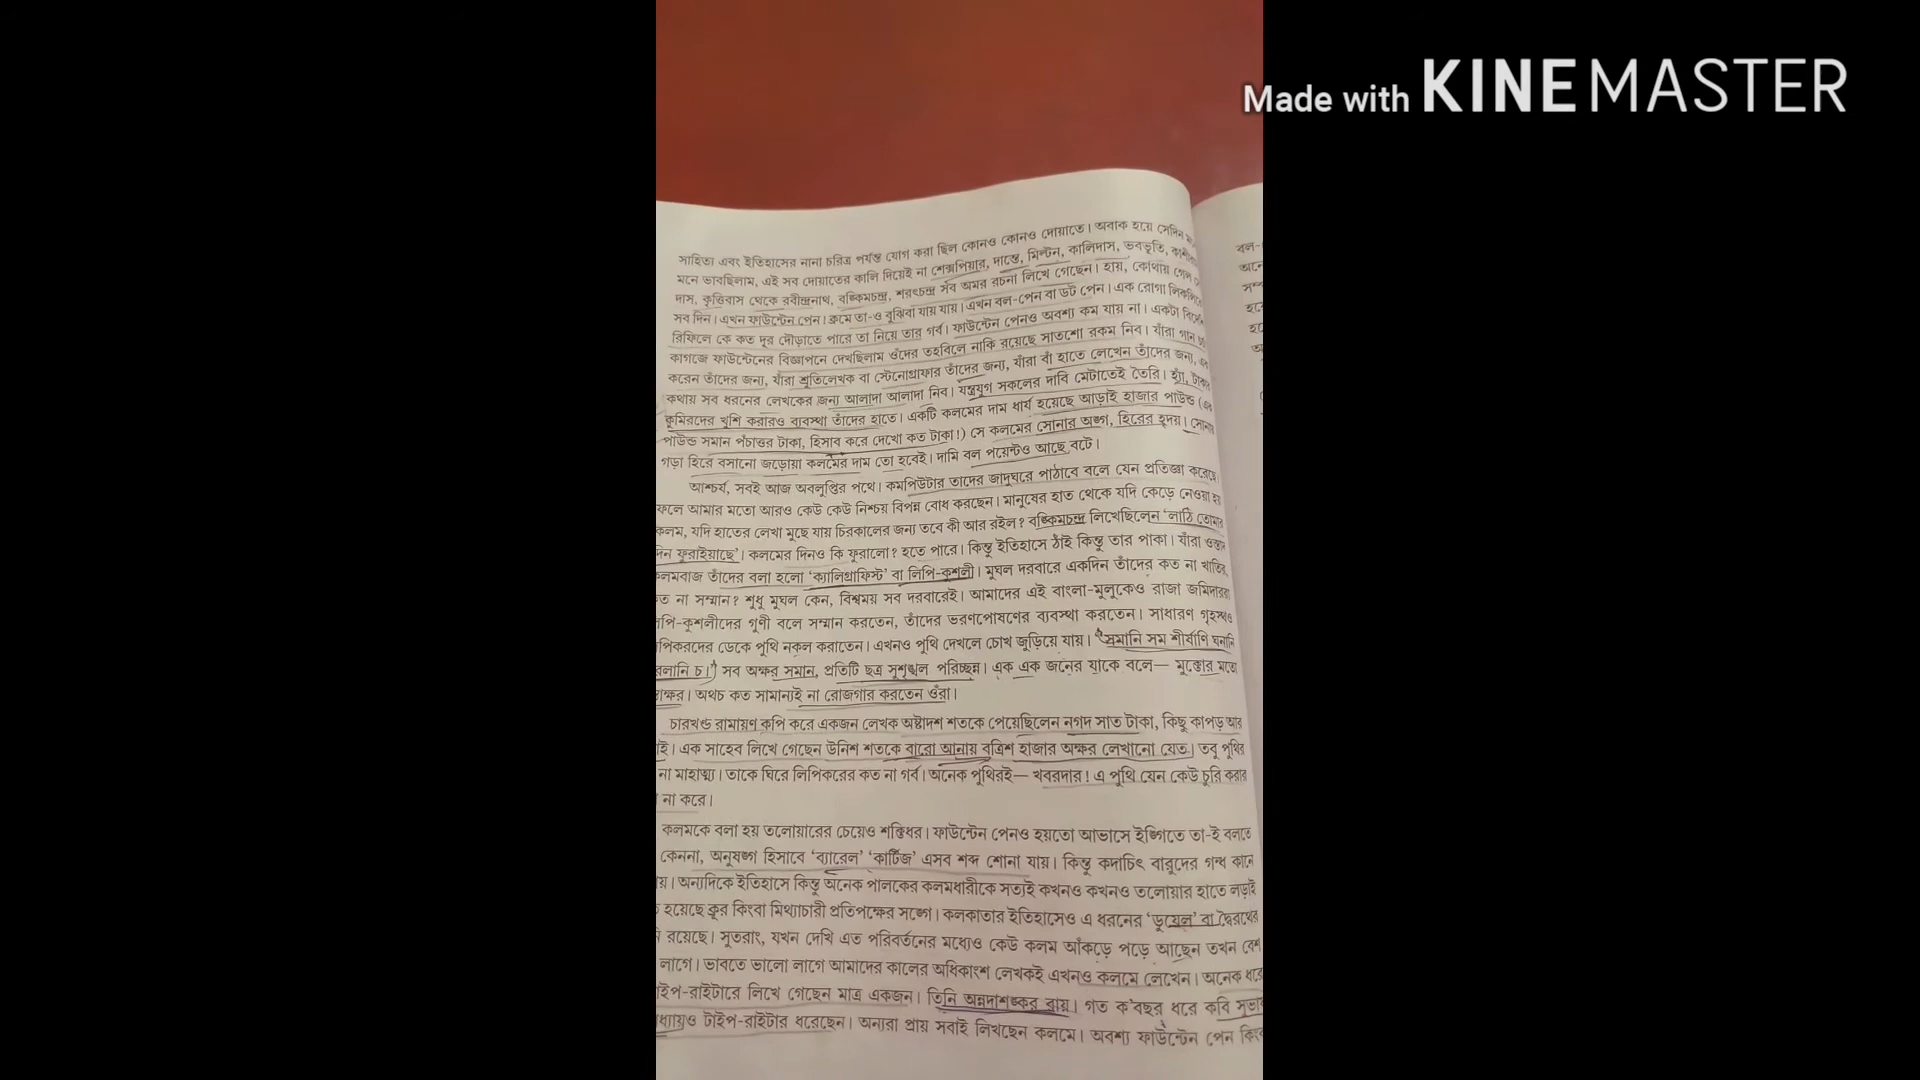 Made with KINEMASTER
সাহিত্য এবং ইতিহাসের নানা চরিত্র পর্যন্ত যোগ করা ছিল কোনও কোনও দোয়াতে। অবাক হয়ে সেদিন
মনে ভাবছিলাম, এই সব দোয়াতের কালি দিয়েই না শেক্সপিয়ার, দান্তে, মিল্টন, কালিদাস, ভবভূতি,
দাস, কৃত্তিবাস থেকে রবীন্দ্রনাথ, বঙ্কিমচন্দ্র, শরৎচন্দ্র সব অমর রচনা লিখে গেছেন। হায়, কোথায় গেল
সব দিন। এখন ফাউন্টেন পেন। ক্রমে তা-ও বুঝিবা যায় যায়। এখন বল-পেন বা ডট পেন। এক রোগা
রিফিলে কে কত দূর দৌড়াতে পারে তা নিয়ে তার গর্ব। ফাউন্টেন পেনও অবশ্য কম যায় না। একটা
কাগজে ফাউন্টেনের বিজ্ঞাপনে দেখছিলাম ওঁদের তহবিলে নাকি রয়েছে সাতশো রকম নিব। যাঁরা গান
করেন তাঁদের জন্য, যাঁরা শ্রুতিলেখক বা স্টেনোগ্রাফার তাঁদের জন্য, যাঁরা বাঁ হাতে লেখেন তাঁদের জন্য,
কথায় সব ধরনের লেখকের জন্য আলাদা আলাদা নিব। যন্ত্রযুগ সকলের দাবি মেটাতেই তৈরি। হ্যাঁ, টাকার
কুমিরদের খুশি করারও ব্যবস্থা তাঁদের হাতে। একটি কলমের দাম ধার্য হয়েছে আড়াই হাজার পাউন্ড (এক
পাউন্ড সমান পঁচাত্তর টাকা, হিসাব করে দেখো কত টাকা!) সে কলমের সোনার অঙ্গ, হিরের হৃদয়। সোনায়
গড়া হিরে বসানো জড়োয়া কলমের দাম তো হবেই। দামি বল পয়েন্টও আছে বটে।
আশ্চর্য, সবই আজ অবলুপ্তির পথে। কমপিউটার তাদের জাদুঘরে পাঠাবে বলে যেন প্রতিজ্ঞা করেছে।
ফলে আমার মতো আরও কেউ কেউ নিশ্চয় বিপন্ন বোধ করছেন। মানুষের হাত থেকে যদি কেড়ে নেওয়া হয়
কলম, যদি হাতের লেখা মুছে যায় চিরকালের জন্য তবে কী আর রইল? বঙ্কিমচন্দ্র লিখেছিলেন ‘লাঠি তোমার
দিন ফুরাইয়াছে’। কলমের দিনও কি ফুরালো? হতে পারে। কিন্তু ইতিহাসে ঠাঁই কিন্তু তার পাকা। যাঁরা ওস্তাদ
কলমবাজ তাঁদের বলা হলো ‘ক্যালিগ্রাফিস্ট’ বা লিপি-কুশলী। মুঘল দরবারে একদিন তাঁদের কত না খাতির,
ত না সম্মান? শুধু মুঘল কেন, বিশ্বময় সব দরবারেই। আমাদের এই বাংলা-মুলুকেও রাজা জমিদাররা
পি-কুশলীদের গুণী বলে সম্মান করতেন, তাঁদের ভরণপোষণের ব্যবস্থা করতেন। সাধারণ গৃহস্থও
পিকরদের ডেকে পুথি নকল করাতেন। এখনও পুথি দেখলে চোখ জুড়িয়ে যায়। ‘সমানি সম শীর্ষাণি ঘনানি
রলানি চ।’ সব অক্ষর সমান, প্রতিটি ছত্র সুশৃঙ্খল পরিচ্ছন্ন। এক এক জনের যাকে বলে— মুক্তোর মতো
াক্ষর। অথচ কত সামান্যই না রোজগার করতেন ওঁরা।
চারখণ্ড রামায়ণ কপি করে একজন লেখক অষ্টাদশ শতকে পেয়েছিলেন নগদ সাত টাকা, কিছু কাপড় আর
ই। এক সাহেব লিখে গেছেন উনিশ শতকে বারো আনায় বত্রিশ হাজার অক্ষর লেখানো যেত। তবু পুথির
না মাহাত্ম্য। তাকে ঘিরে লিপিকরের কত না গর্ব। অনেক পুথিরই— খবরদার! এ পুথি যেন কেউ চুরি করার
না করে।
কলমকে বলা হয় তলোয়ারের চেয়েও শক্তিধর। ফাউন্টেন পেনও হয়তো আভাসে ইঙ্গিতে তা-ই বলতে
কেননা, অনুষঙ্গ হিসাবে ‘ব্যারেল’ ‘কার্টিজ’ এসব শব্দ শোনা যায়। কিন্তু কদাচিৎ বারুদের গন্ধ কানে
য়। অন্যদিকে ইতিহাসে কিন্তু অনেক পালকের কলমধারীকে সত্যই কখনও কখনও তলোয়ার হাতে লড়াই
হয়েছে ক্রূর কিংবা মিথ্যাচারী প্রতিপক্ষের সঙ্গে। কলকাতার ইতিহাসেও এ ধরনের ‘ডুয়েল’ বা দ্বৈরথের
রয়েছে। সুতরাং, যখন দেখি এত পরিবর্তনের মধ্যেও কেউ কলম আঁকড়ে পড়ে আছেন তখন বেশ
লাগে। ভাবতে ভালো লাগে আমাদের কালের অধিকাংশ লেখকই এখনও কলমে লেখেন। অনেক ধরে
াইপ-রাইটারে লিখে গেছেন মাত্র একজন। তিনি অন্নদাশঙ্কর রায়। গত ক'বছর ধরে কবি সুভা
ধ্যায়ও টাইপ-রাইটার ধরেছেন। অন্যরা প্রায় সবাই লিখছেন কলমে। অবশ্য ফাউন্টেন পেন কিং